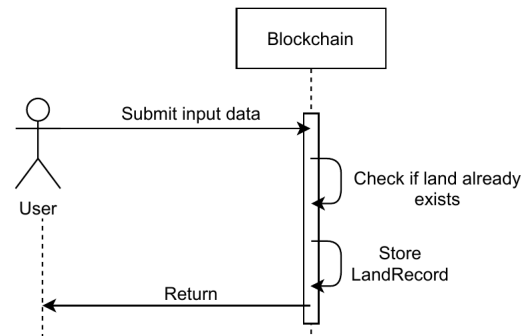 Blockchain
Submit input data
Check if land already
exists
User
Store
LandRecord
Return